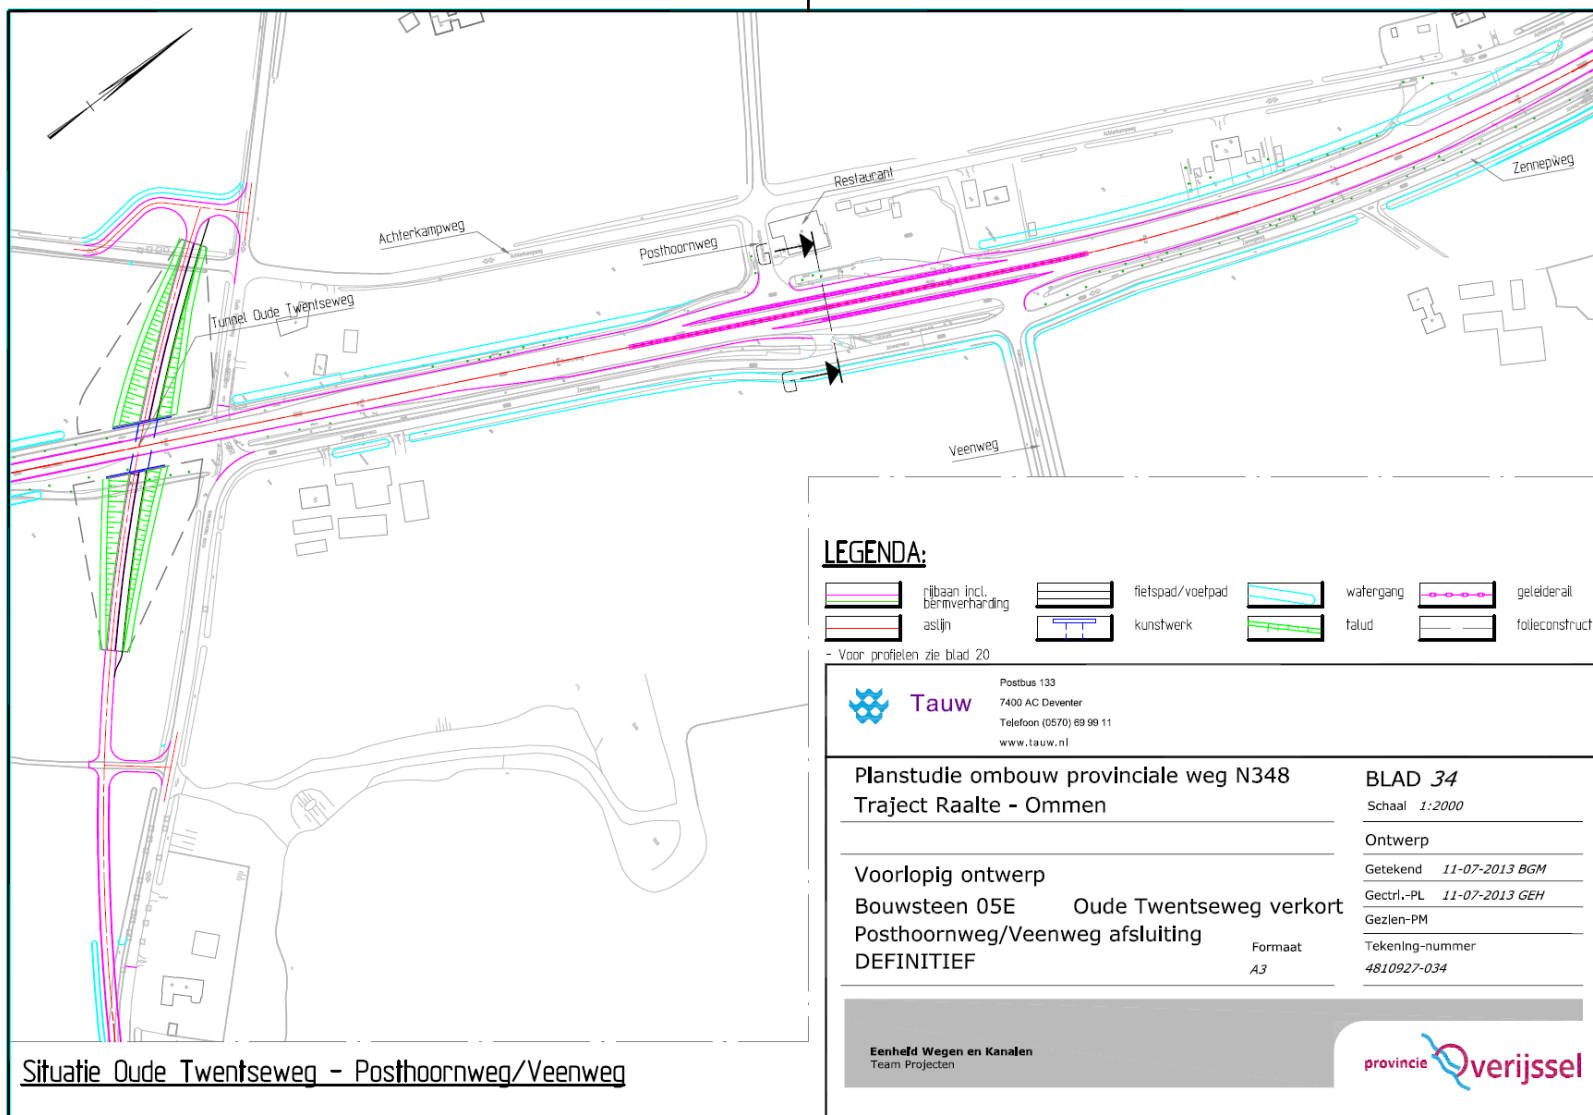 Restaurant
Achterkampweg
Posthoornweg
Zennepweg
Tunnel Oude Twentseweg
G
G
Veenweg
LEGENDA:
rijbaan incl. bermverharding
fietspad/voetpad
watergang
geleiderail
aslijn
kunstwerk
talud
folieconstruct
- Voor profielen zie blad 20
Tauw
Postbus 133
7400 AC Deventer
Telefoon (0570) 69 99 11
www.tauw.nl
Planstudie ombouw provinciale weg N348
Traject Raalte - Ommen
BLAD 34
Schaal 1:2000
Ontwerp
Voorlopig ontwerp
Bouwsteen 05E Oude Twentseweg verkort
Posthoornweg/Veenweg afsluiting
DEFINITIEF
Formaat
A3
Getekend 11-07-2013 BGM
Gectrl.-PL 11-07-2013 GEH
Gezien-PM
Tekening-nummer
4810927-034
Eenheid Wegen en Kanalen
Team Projecten
provincie Overijssel
Situatie Oude Twentseweg - Posthoornweg/Veenweg